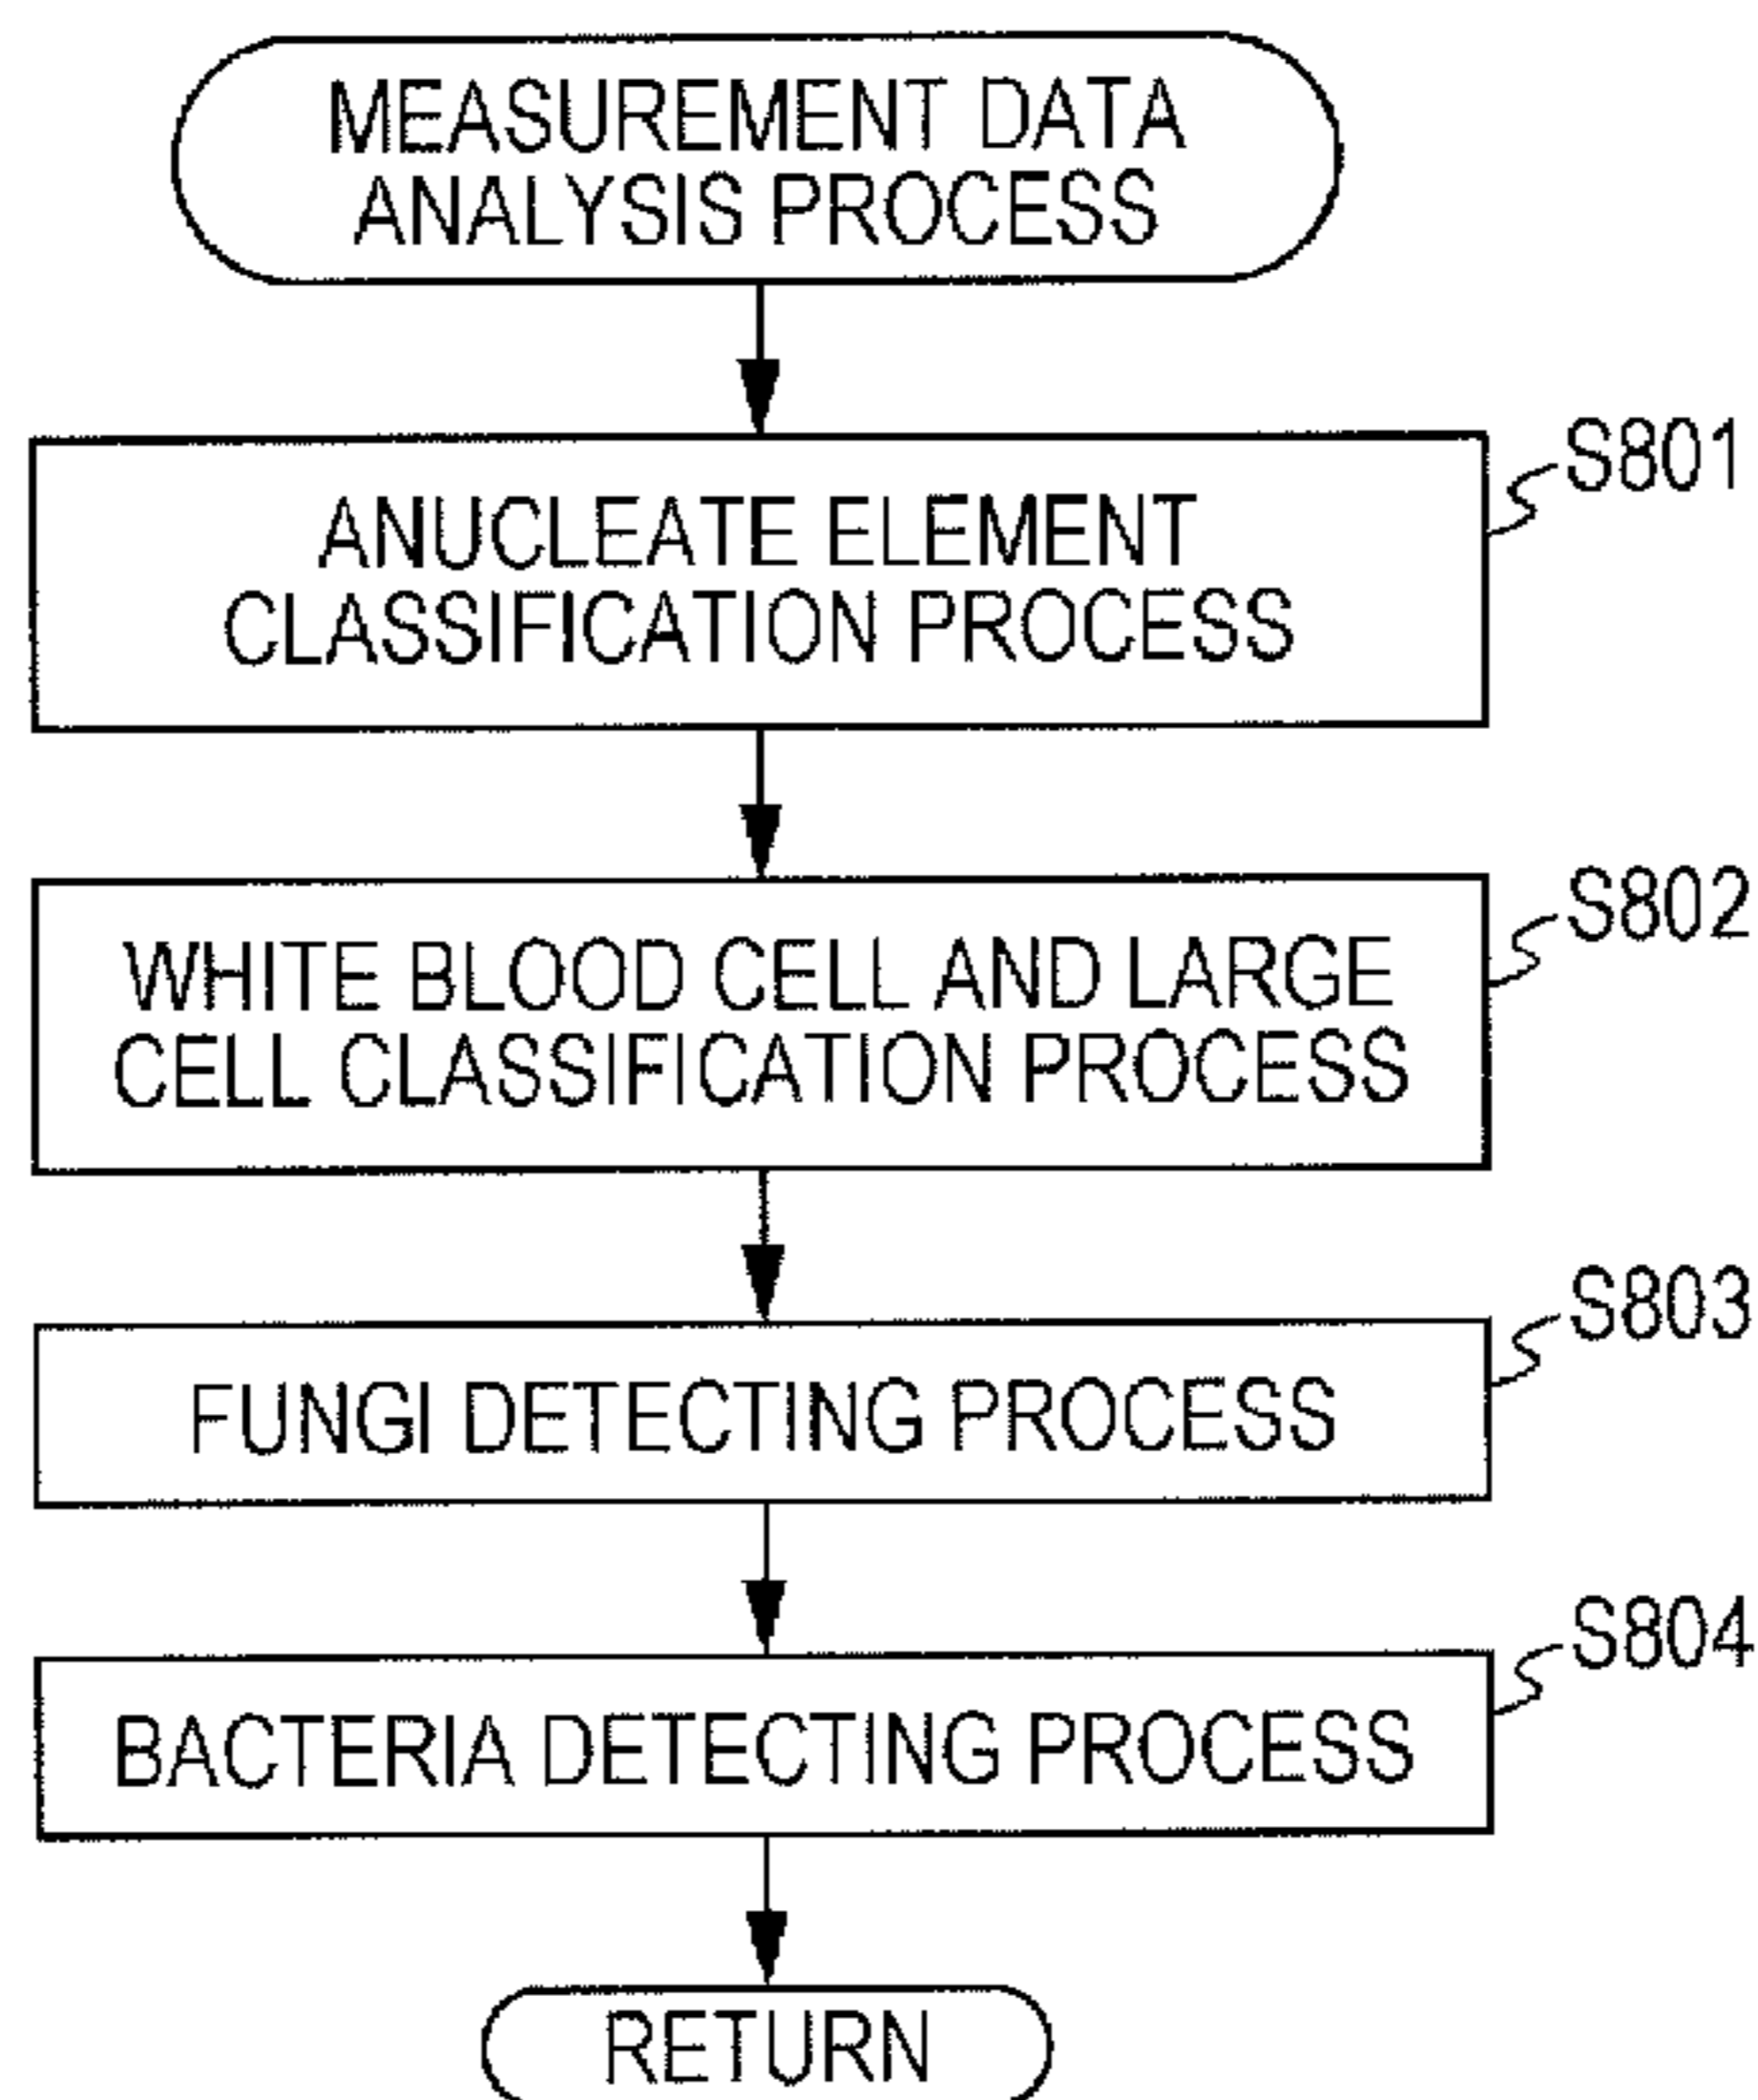 MEASUREMENT DATA
ANALYSIS PROCESS
S801
ANUCLEATE ELEMENT
CLASSIFICATION PROCESS
S802
WHITE BLOOD CELL AND LARGE
CELL CLASSIFICATION PROCESS
S803
FUNGI DETECTING PROCESS
S804
BACTERIA DETECTING PROCESS
RETURN